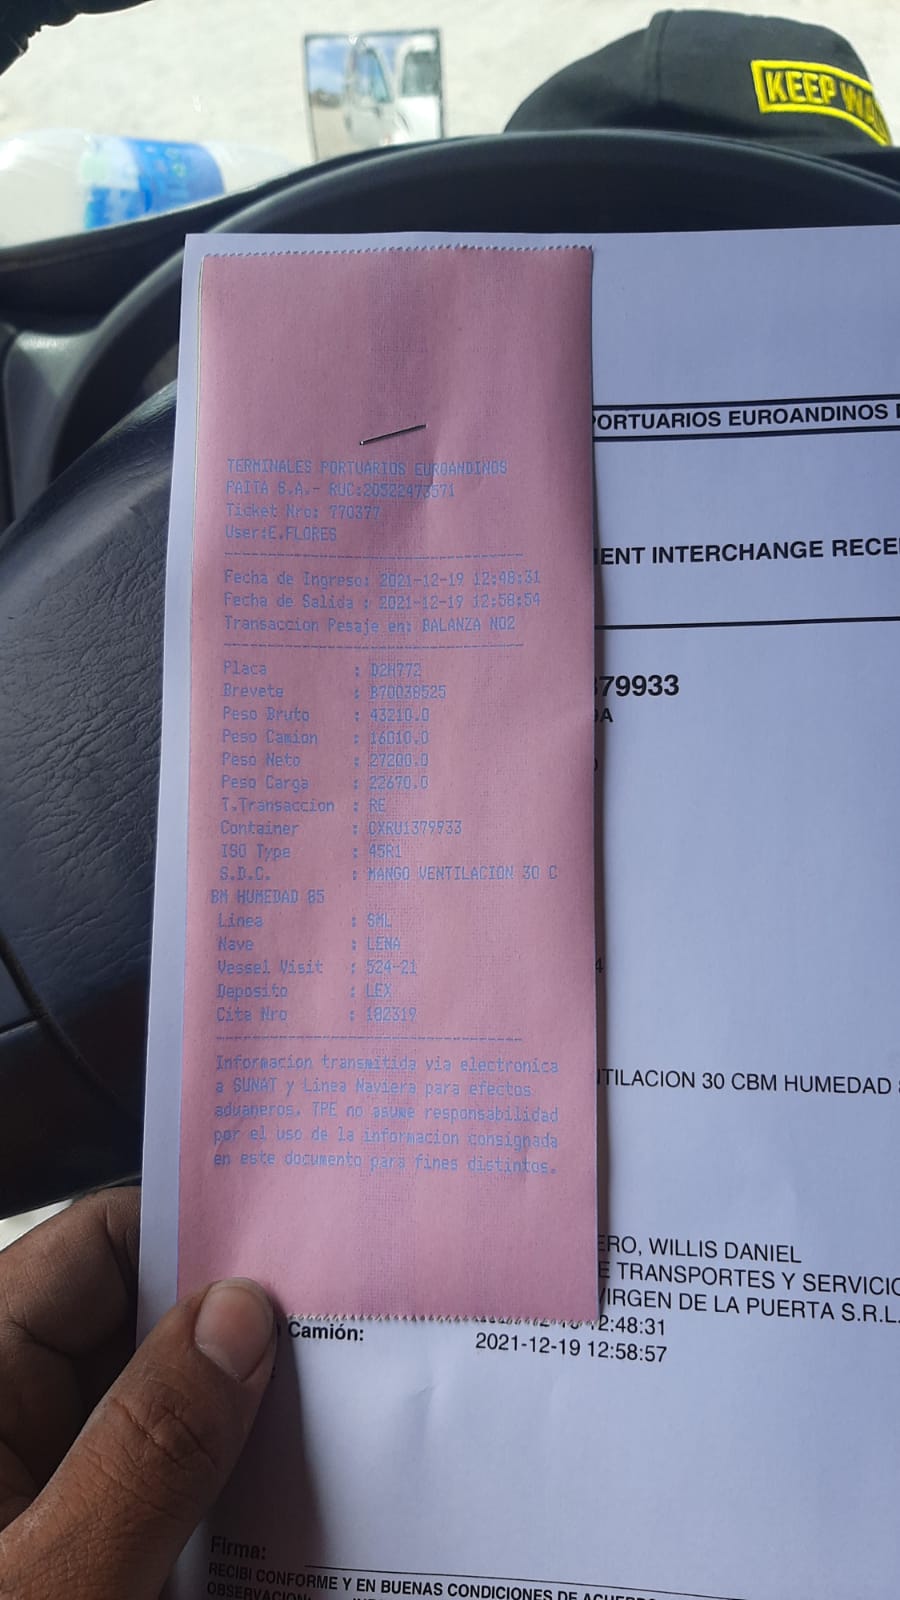 KEEP
TERMINALES PORTUARIOS EUROANDINOS
PAITA S.A.- RUC:20522473571
Ticket Nro: 770377
User:E.FLORES
Fecha de Ingreso: 2021-12-19 12:48:31
Fecha de Salida : 2021-12-19 12:58:54
Transaccion Pesaje en: BALANZA NO2
Placa : D2H772
Brevete : B70038525
Peso Bruto : 43210.0
Peso Camion : 16010.0
Peso Neto : 27200.0
Peso Carga : 22670.0
T.Transaccion : RE
Container : CXRU1379933
ISO Type : 45R1
S.D.C. : MANGO VENTILACION 30 C
BM HUMEDAD 85
Linea : SML
Nave : LENA
Vessel Visit : 524-21
Deposito : LEX
Cita Nro : 182319
Informacion transmitida via electronica
a SUNAT y Linea Naviera para efectos
aduaneros. TPE no asume responsabilidad
por el uso de la informacion consignada
en este documento para fines distintos.
PORTUARIOS EUROANDINOS
ENT INTERCHANGE RECE
79933
A
4
TILACION 30 CBM HUMEDAD
ERO, WILLIS DANIEL
E TRANSPORTES Y SERVICIO
VIRGEN DE LA PUERTA S.R.L.
2:48:31
Camión: 2021-12-19 12:58:57
Firma:
RECIBI CONFORME Y EN BUENAS CONDICIONES DE